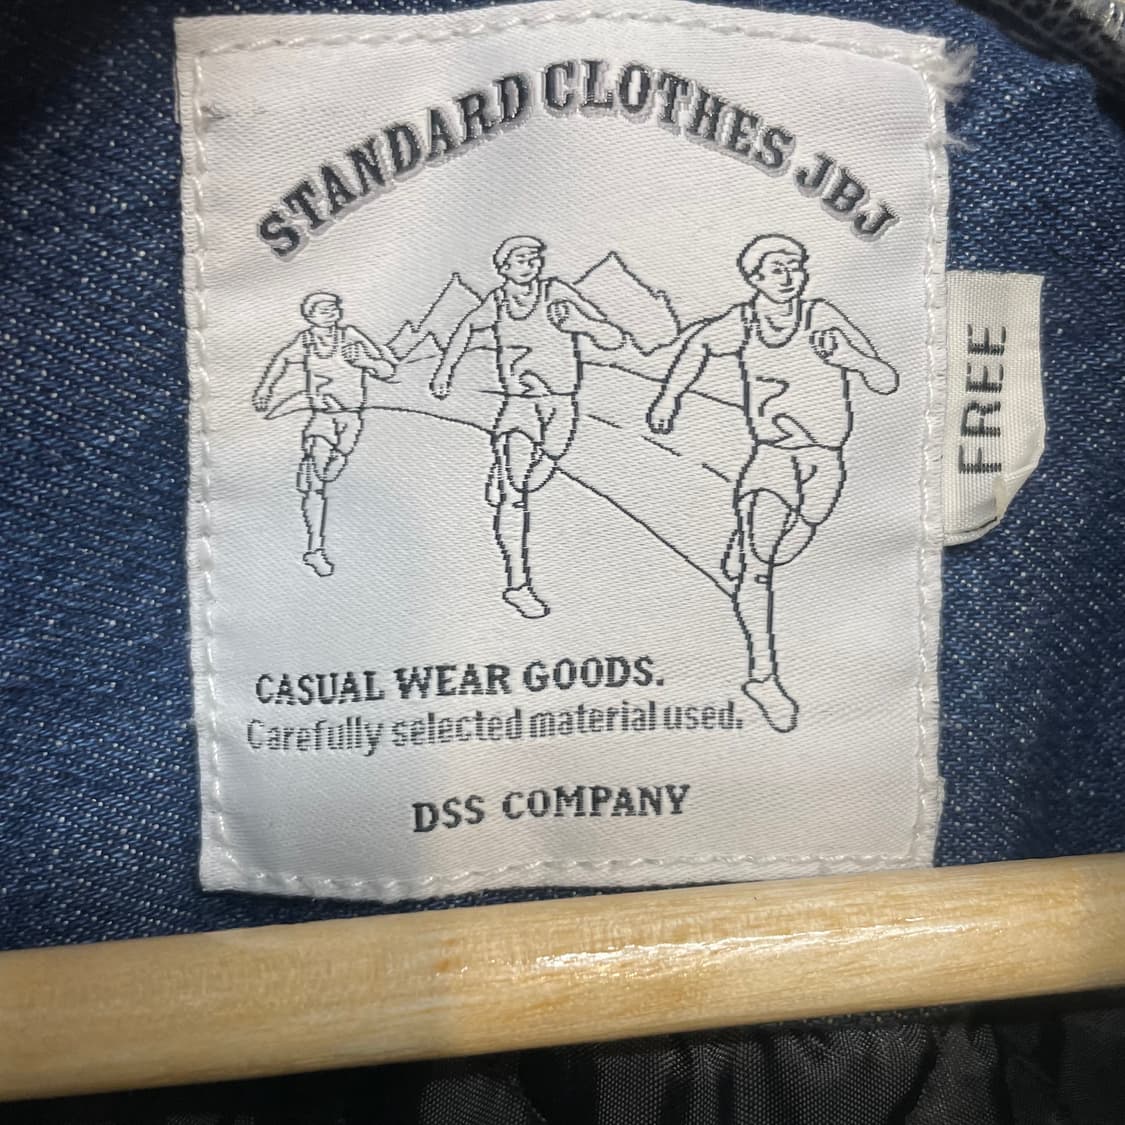 STANDARD CLOTHES JBJ
FREE
CASUAL WEAR GOODS.
Carefully selected material used.
DSS COMPANY